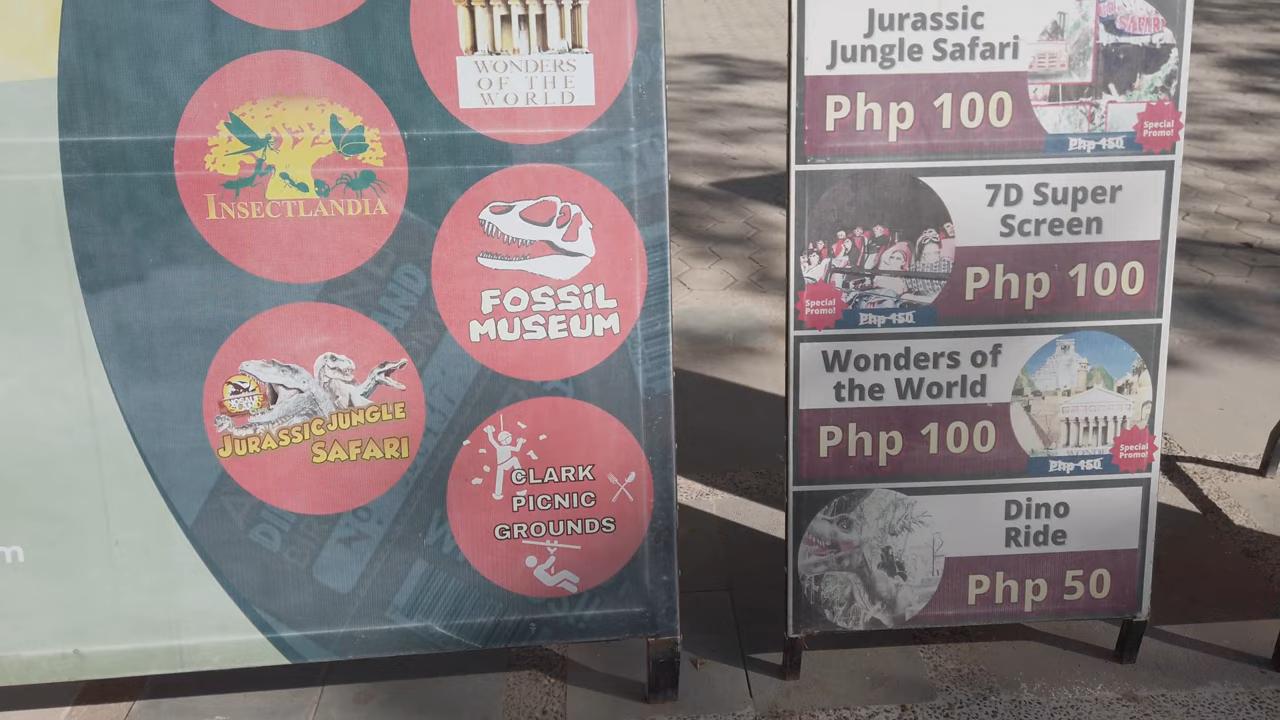 WONDERS
OF THE
WORLD
INSECTLANDIA
FOSSIL
MUSEUM
JURASSIC JUNGLE
SAFARI
CLARK
PICNIC
GROUNDS
m
Jurassic
Jungle Safari
SAFARI
Php 100
Special
Promo!
Php 150
7D Super
Screen
Php 100
Special
Promo!
Php 150
Wonders of
the World
Php 100
Special
Promo!
Php 150
Dino
Ride
Php 50